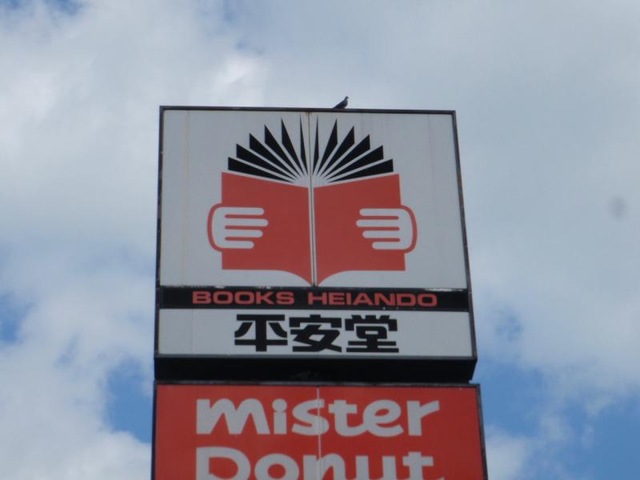 BOOKS HEIANDO
平安堂
mister
Donut